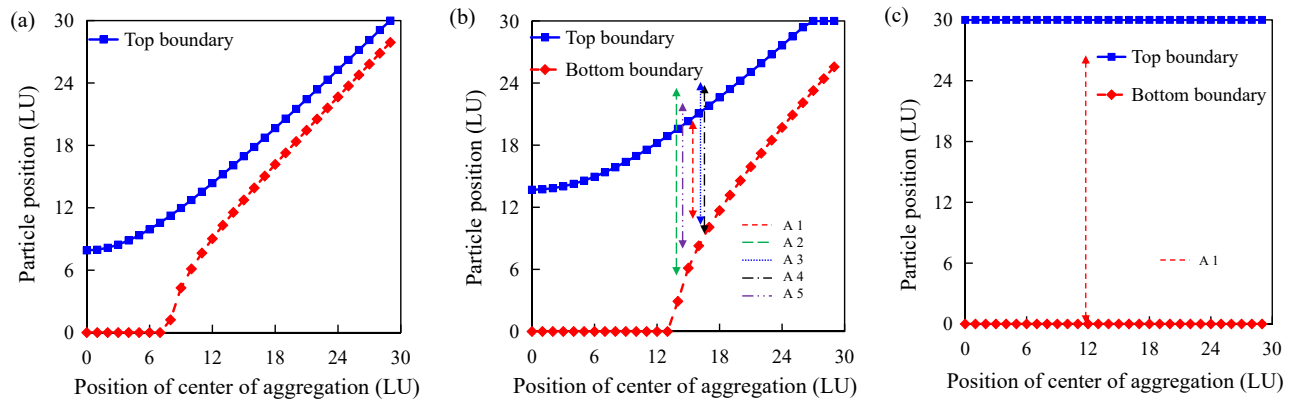 (a)
30
24
18
12
6
0
Particle position (LU)
Top boundary
0 6 12 18 24 30
Position of center of aggregation (LU)
(b)
30
24
18
12
6
0
Particle position (LU)
Top boundary
Bottom boundary
A 1
A 2
A 3
A 4
A 5
0 6 12 18 24 30
Position of center of aggregation (LU)
(c)
30
24
18
12
6
0
Particle position (LU)
Top boundary
Bottom boundary
A 1
0 6 12 18 24 30
Position of center of aggregation (LU)